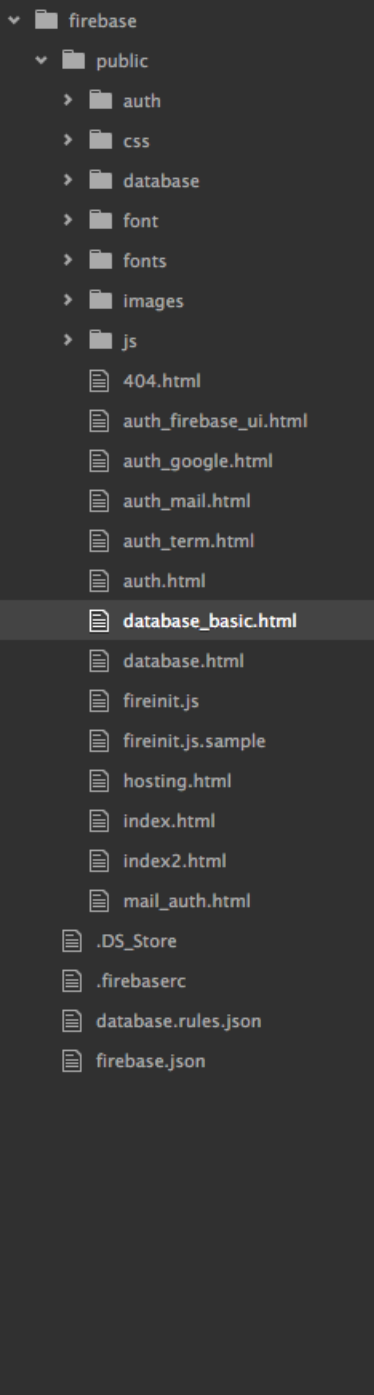 firebase
public
auth
css
database
font
fonts
images
js
404.html
auth_firebase_ui.html
auth_google.html
auth_mail.html
auth_term.html
auth.html
database_basic.html
database.html
fireinit.js
fireinit.js.sample
hosting.html
index.html
index2.html
mail_auth.html
.DS_Store
.firebaserc
database.rules.json
firebase.json